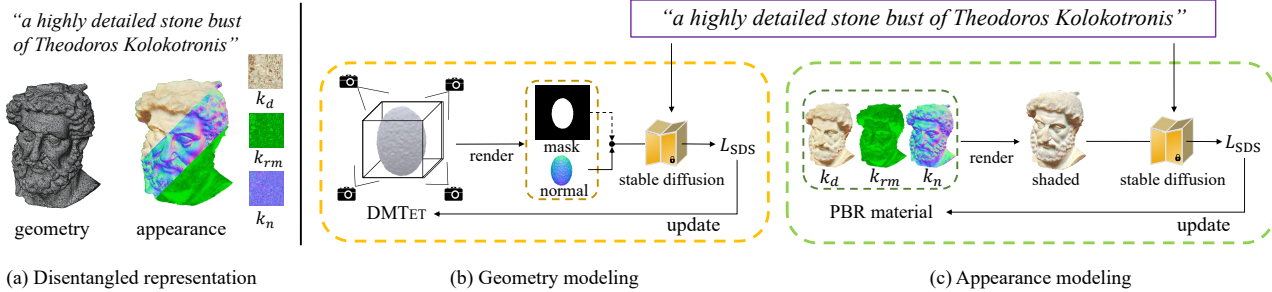 “a highly detailed stone bust
of Theodoros Kolokotronis”
k_d
k_rm
k_n
geometry
appearance
(a) Disentangled representation
“a highly detailed stone bust of Theodoros Kolokotronis”
render
mask
normal
stable diffusion
L_SDS
DMTET
update
(b) Geometry modeling
k_d
k_rm
k_n
PBR material
render
shaded
stable diffusion
L_SDS
update
(c) Appearance modeling